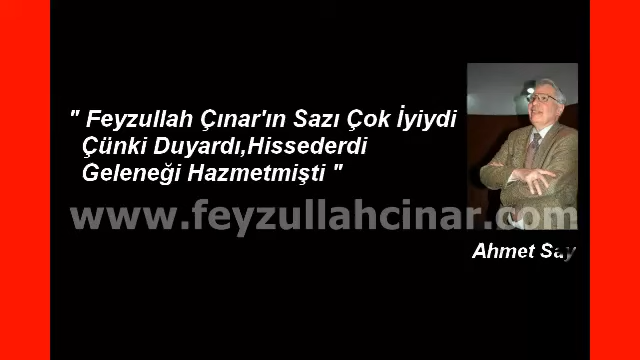 " Feyzullah Çınar'ın Sazı Çok İyiydi
Çünki Duyardı,Hissederdi
Geleneği Hazmetmişti "
www.feyzullahcinar.com
Ahmet Say